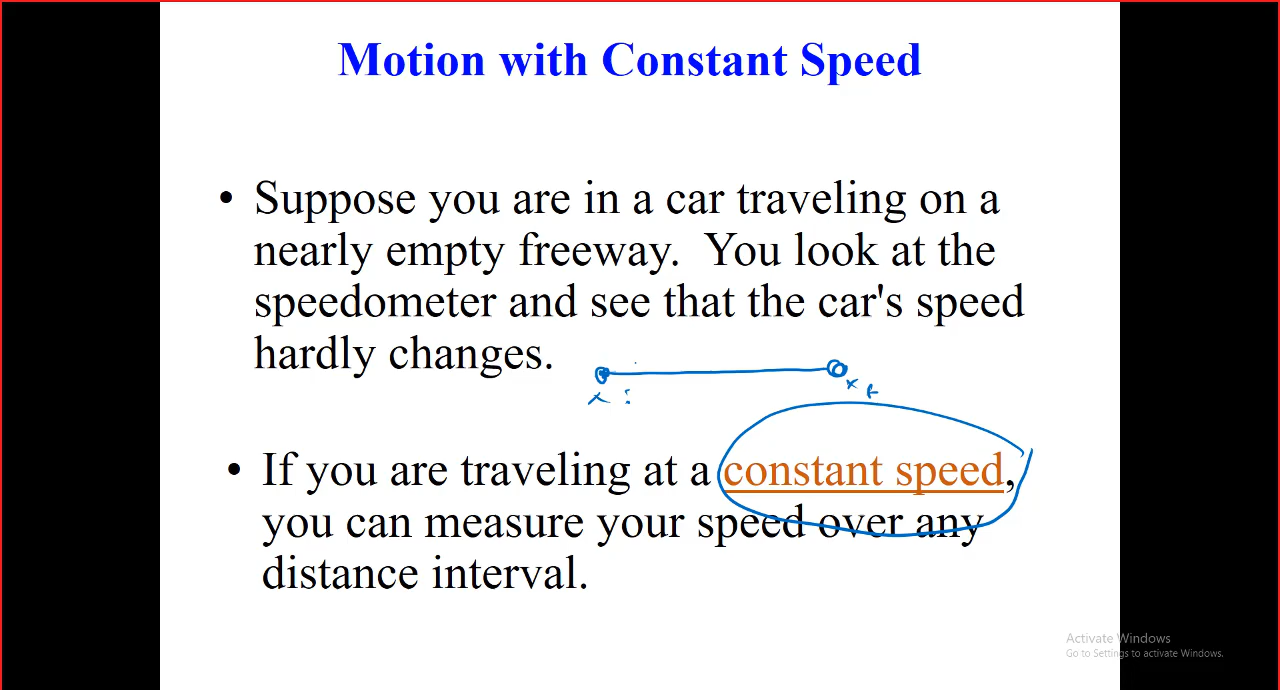 Motion with Constant Speed
• Suppose you are in a car traveling on a
nearly empty freeway.  You look at the
speedometer and see that the car's speed
hardly changes.
x i
x f
• If you are traveling at a constant speed,
you can measure your speed over any
distance interval.
Activate Windows
Go to Settings to activate Windows.